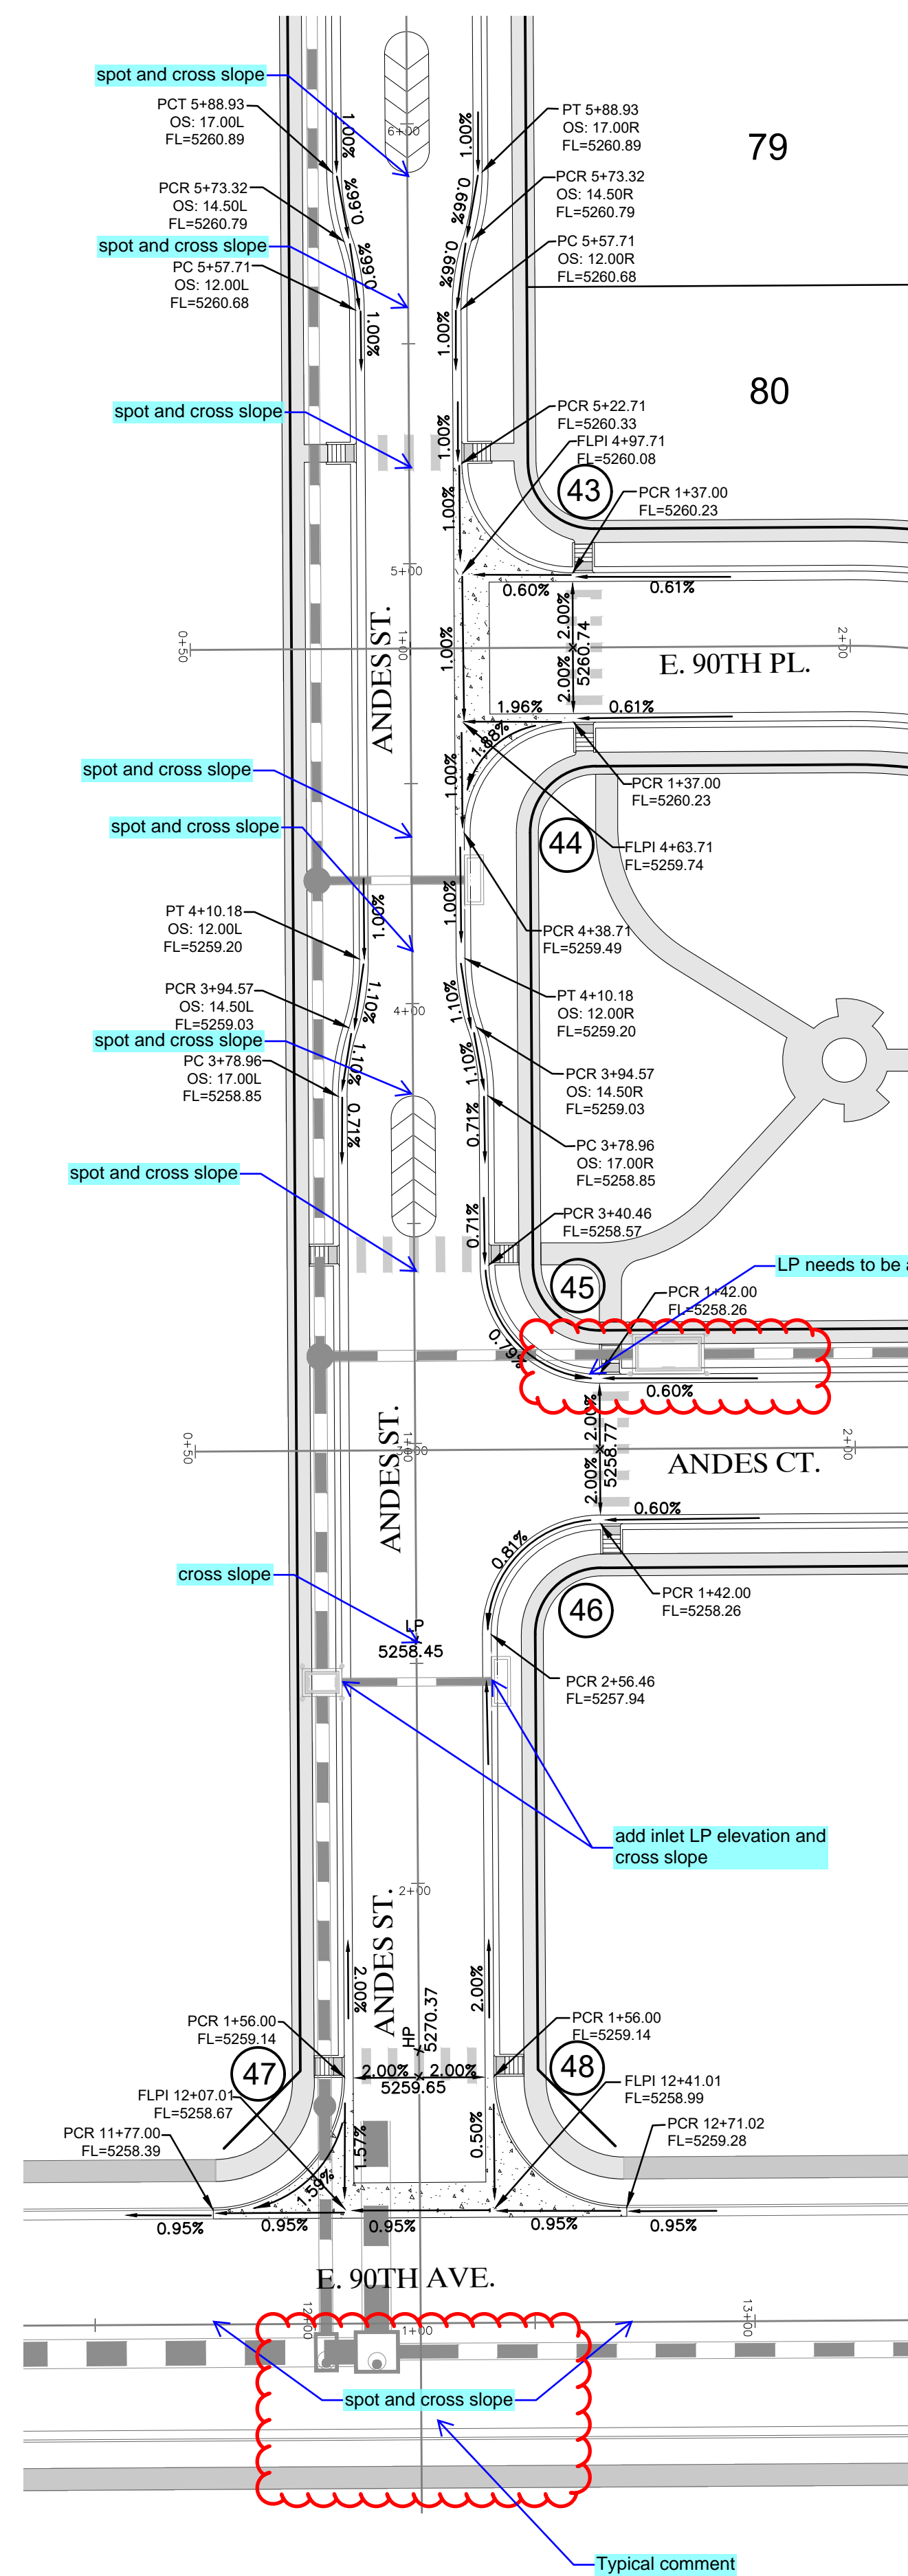 spot and cross slope
PCT 5+88.93
OS: 17.00L
FL=5260.89
1.00%
6+00
1.00%
PT 5+88.93
OS: 17.00R
FL=5260.89
79
PCR 5+73.32
OS: 14.50L
FL=5260.79
0.66%
0.66%
PCR 5+73.32
OS: 14.50R
FL=5260.79
spot and cross slope
PC 5+57.71
OS: 12.00L
FL=5260.68
0.66%
0.69%
PC 5+57.71
OS: 12.00R
FL=5260.68
1.00%
1.00%
80
spot and cross slope
1.00%
PCR 5+22.71
FL=5260.33
FLPI 4+97.71
FL=5260.08
43
PCR 1+37.00
FL=5260.23
1.00%
5+00
0.60%
0.61%
0+50
ANDES ST.
1+00
1.00%
2.00%
2.00%
5260.74
E. 90TH PL.
2+00
1.96%
0.61%
1.88%
1.00%
spot and cross slope
PCR 1+37.00
FL=5260.23
spot and cross slope
44
FLPI 4+63.71
FL=5259.74
1.00%
1.00%
PT 4+10.18
OS: 12.00L
FL=5259.20
PCR 4+38.71
FL=5259.49
PCR 3+94.57
OS: 14.50L
FL=5259.03
1.10%
4+00
1.10%
PT 4+10.18
OS: 12.00R
FL=5259.20
spot and cross slope
PC 3+78.96
OS: 17.00L
FL=5258.85
1.10%
1.10%
PCR 3+94.57
OS: 14.50R
FL=5259.03
0.71%
0.71%
PC 3+78.96
OS: 17.00R
FL=5258.85
spot and cross slope
0.71%
PCR 3+40.46
FL=5258.57
LP needs to be a
45
PCR 1+42.00
FL=5258.26
0.79%
0.60%
0+50
ANDES ST.
1+00
3+00
2.00%
2.00%
5258.77
ANDES CT.
2+00
0.60%
0.81%
cross slope
PCR 1+42.00
FL=5258.26
46
LP
5258.45
PCR 2+56.46
FL=5257.94
add inlet LP elevation and
cross slope
2+00
ANDES ST.
2.00%
2.00%
PCR 1+56.00
FL=5259.14
HP
5270.37
PCR 1+56.00
FL=5259.14
47
2.00%
2.00%
5259.65
48
FLPI 12+07.01
FL=5258.67
FLPI 12+41.01
FL=5258.99
PCR 11+77.00
FL=5258.39
1.57%
0.50%
PCR 12+71.02
FL=5259.28
1.59%
0.95%
0.95%
0.95%
0.95%
0.95%
E. 90TH AVE.
12+00
1+00
13+00
spot and cross slope
Typical comment